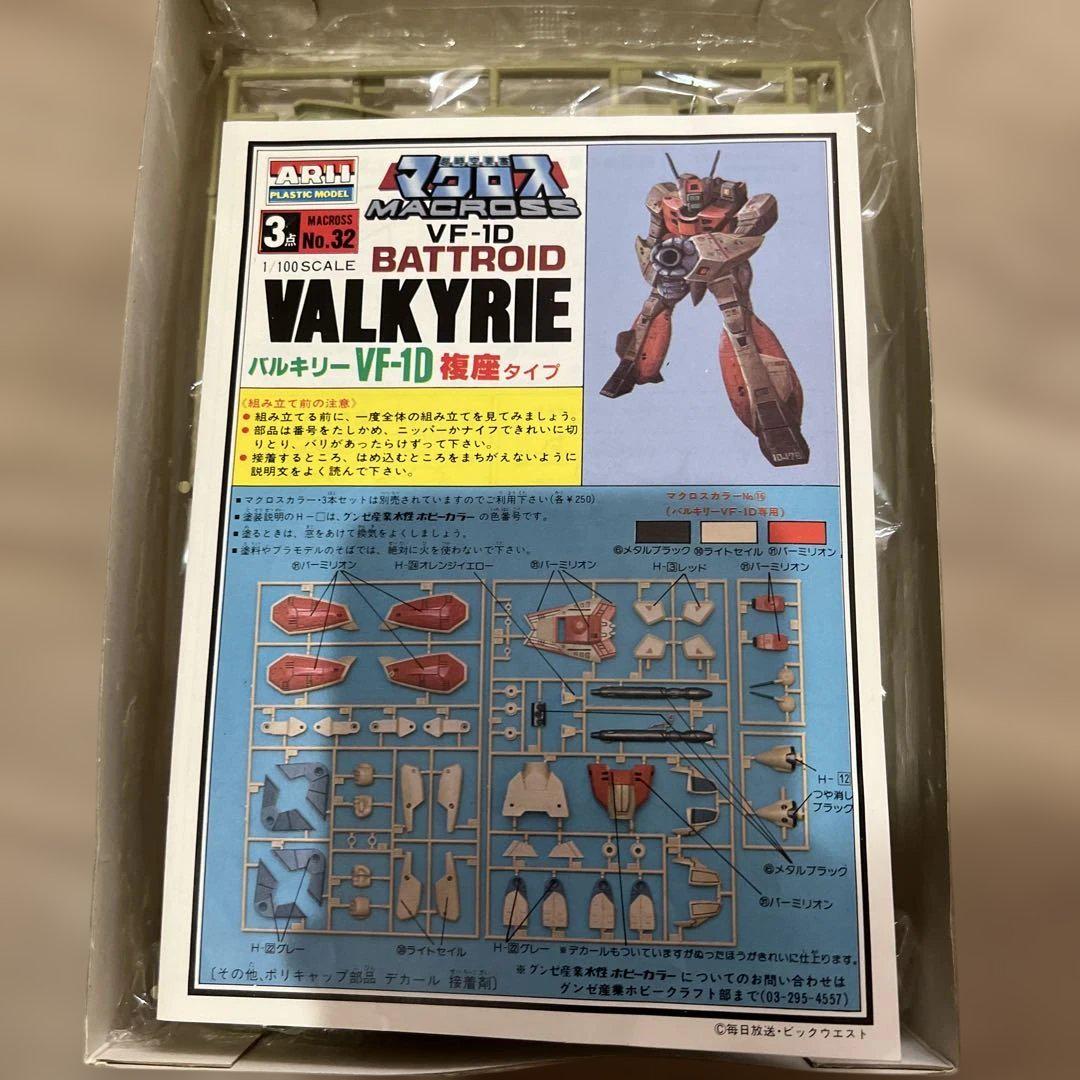 ARII
PLASTIC MODEL
超時空要塞
マクロス
MACROSS
3点
MACROSS
No.32
VF-1D
1/100 SCALE
BATTROID
VALKYRIE
バルキリー VF-1D 複座タイプ
《組み立て前の注意》
● 組み立てる前に、一度全体の組み立てを見てみましょう。
● 部品は番号をたしかめ、ニッパーかナイフできれいに切
りとり、バリがあったらけずって下さい。
● 接着するところ、はめ込むところをまちがえないように
説明文をよく読んで下さい。
■ マクロスカラー・3本セットは別売されていますのでご利用下さい(各¥250)
■ 塗装説明のH－□は、グンゼ産業水性ホビーカラーの色番号です。
■ 塗るときは、窓をあけて換気をよくしましょう。
■ 塗料やプラモデルのそばでは、絶対に火を使わないで下さい。
マクロスカラーNo.⑯
(バルキリーVF-1D専用)
⑥メタルブラック ㉚ライトセイル ㉛バーミリオン
㉛バーミリオン H-24オレンジイエロー ㉛バーミリオン H-3レッド ㉛バーミリオン
H-12
つや消し
ブラック
⑥メタルブラック
㉛バーミリオン
H-22グレー ㉚ライトセイル H-22グレー ※デカールもついていますがぬったほうがきれいに仕上ります。
〔その他、ポリキャップ部品 デカール 接着剤〕
※グンゼ産業水性ホビーカラーについてのお問い合わせは
グンゼ産業ホビークラフト部まで(03-295-4557)
©毎日放送・ビックウエスト